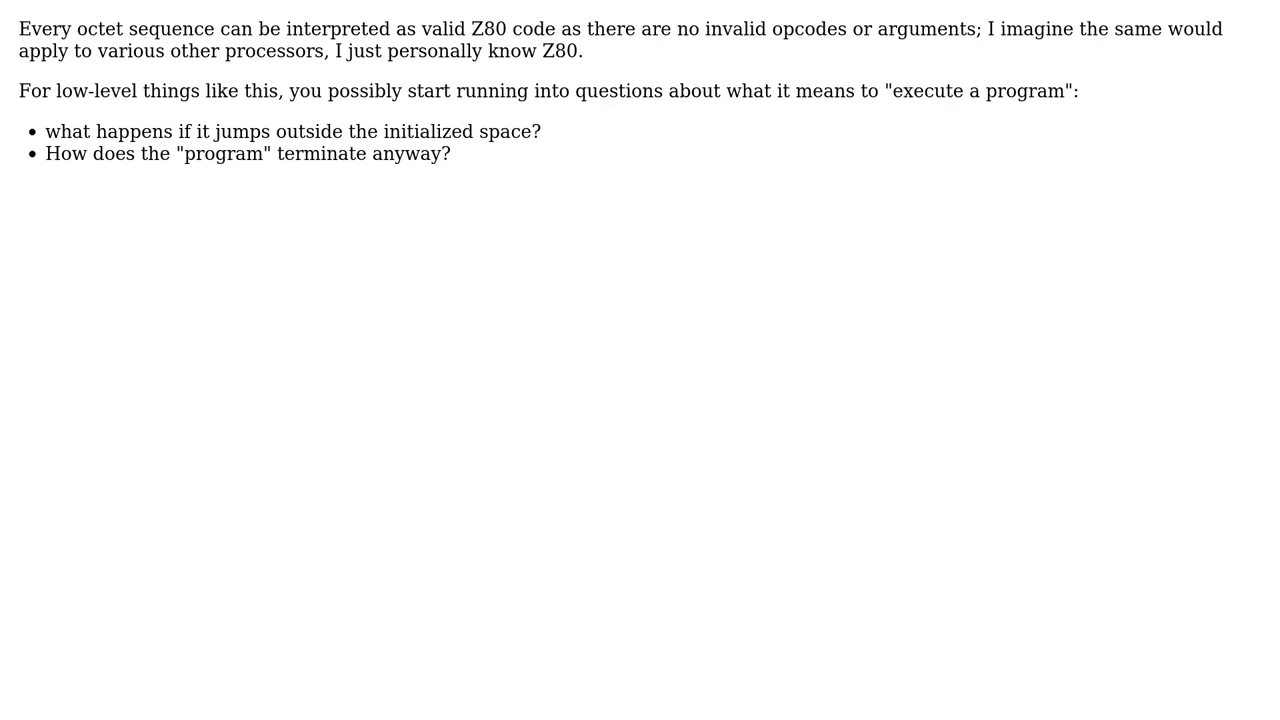 Every octet sequence can be interpreted as valid Z80 code as there are no invalid opcodes or arguments; I imagine the same would
apply to various other processors, I just personally know Z80.
For low-level things like this, you possibly start running into questions about what it means to "execute a program":
• what happens if it jumps outside the initialized space?
• How does the "program" terminate anyway?